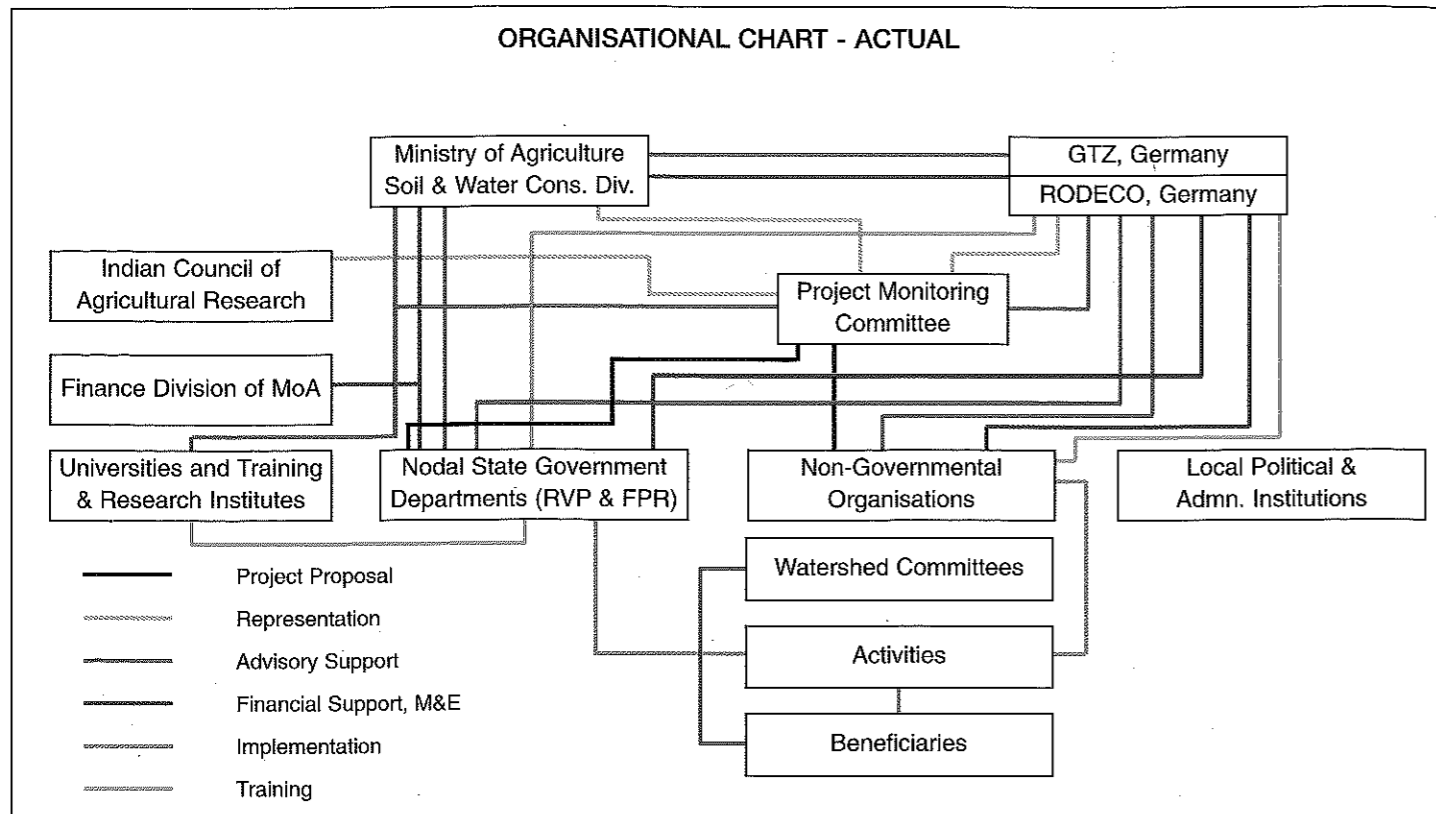 ORGANISATIONAL CHART - ACTUAL
Ministry of Agriculture
Soil & Water Cons. Div.
GTZ, Germany
RODECO, Germany
Indian Council of
Agricultural Research
Project Monitoring
Committee
Finance Division of MoA
Universities and Training
& Research Institutes
Nodal State Government
Departments (RVP & FPR)
Non-Governmental
Organisations
Local Political &
Admn. Institutions
Watershed Committees
Activities
Beneficiaries
Project Proposal
Representation
Advisory Support
Financial Support, M&E
Implementation
Training